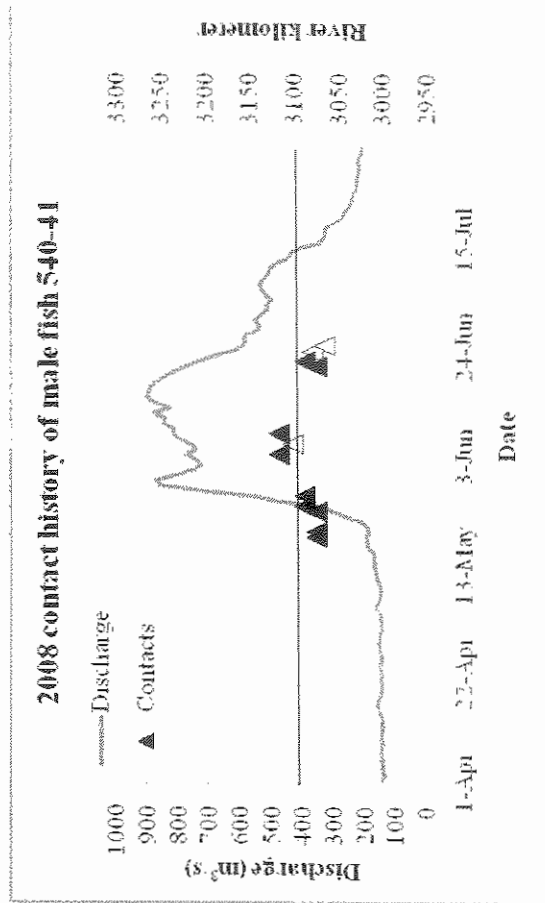 2008 contact history of male fish 540-41
Discharge
Contacts
Discharge (m³ s)
1000
900
800
700
600
500
400
300
200
100
0
River kilometer
3300
3250
3200
3150
3100
3050
3000
2950
1-Apr
22-Apr
13-May
3-Jun
24-Jun
15-Jul
Date